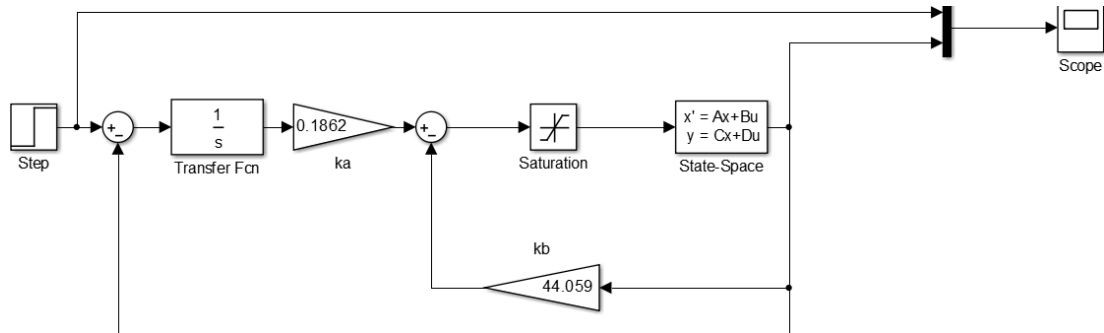 Scope
Step
1
s
Transfer Fcn
0.1862
ka
Saturation
x' = Ax+Bu
y = Cx+Du
State-Space
kb
44.059